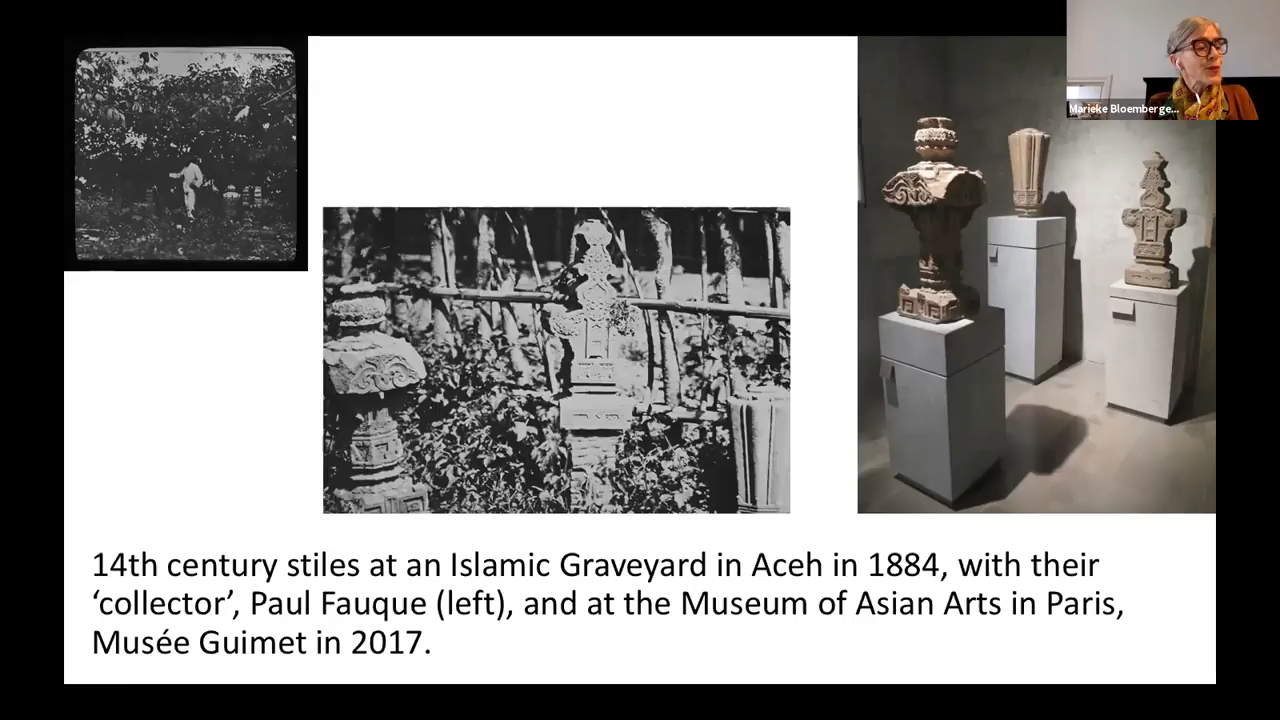 Marieke Bloemberge...
14th century stiles at an Islamic Graveyard in Aceh in 1884, with their
‘collector’, Paul Fauque (left), and at the Museum of Asian Arts in Paris,
Musée Guimet in 2017.